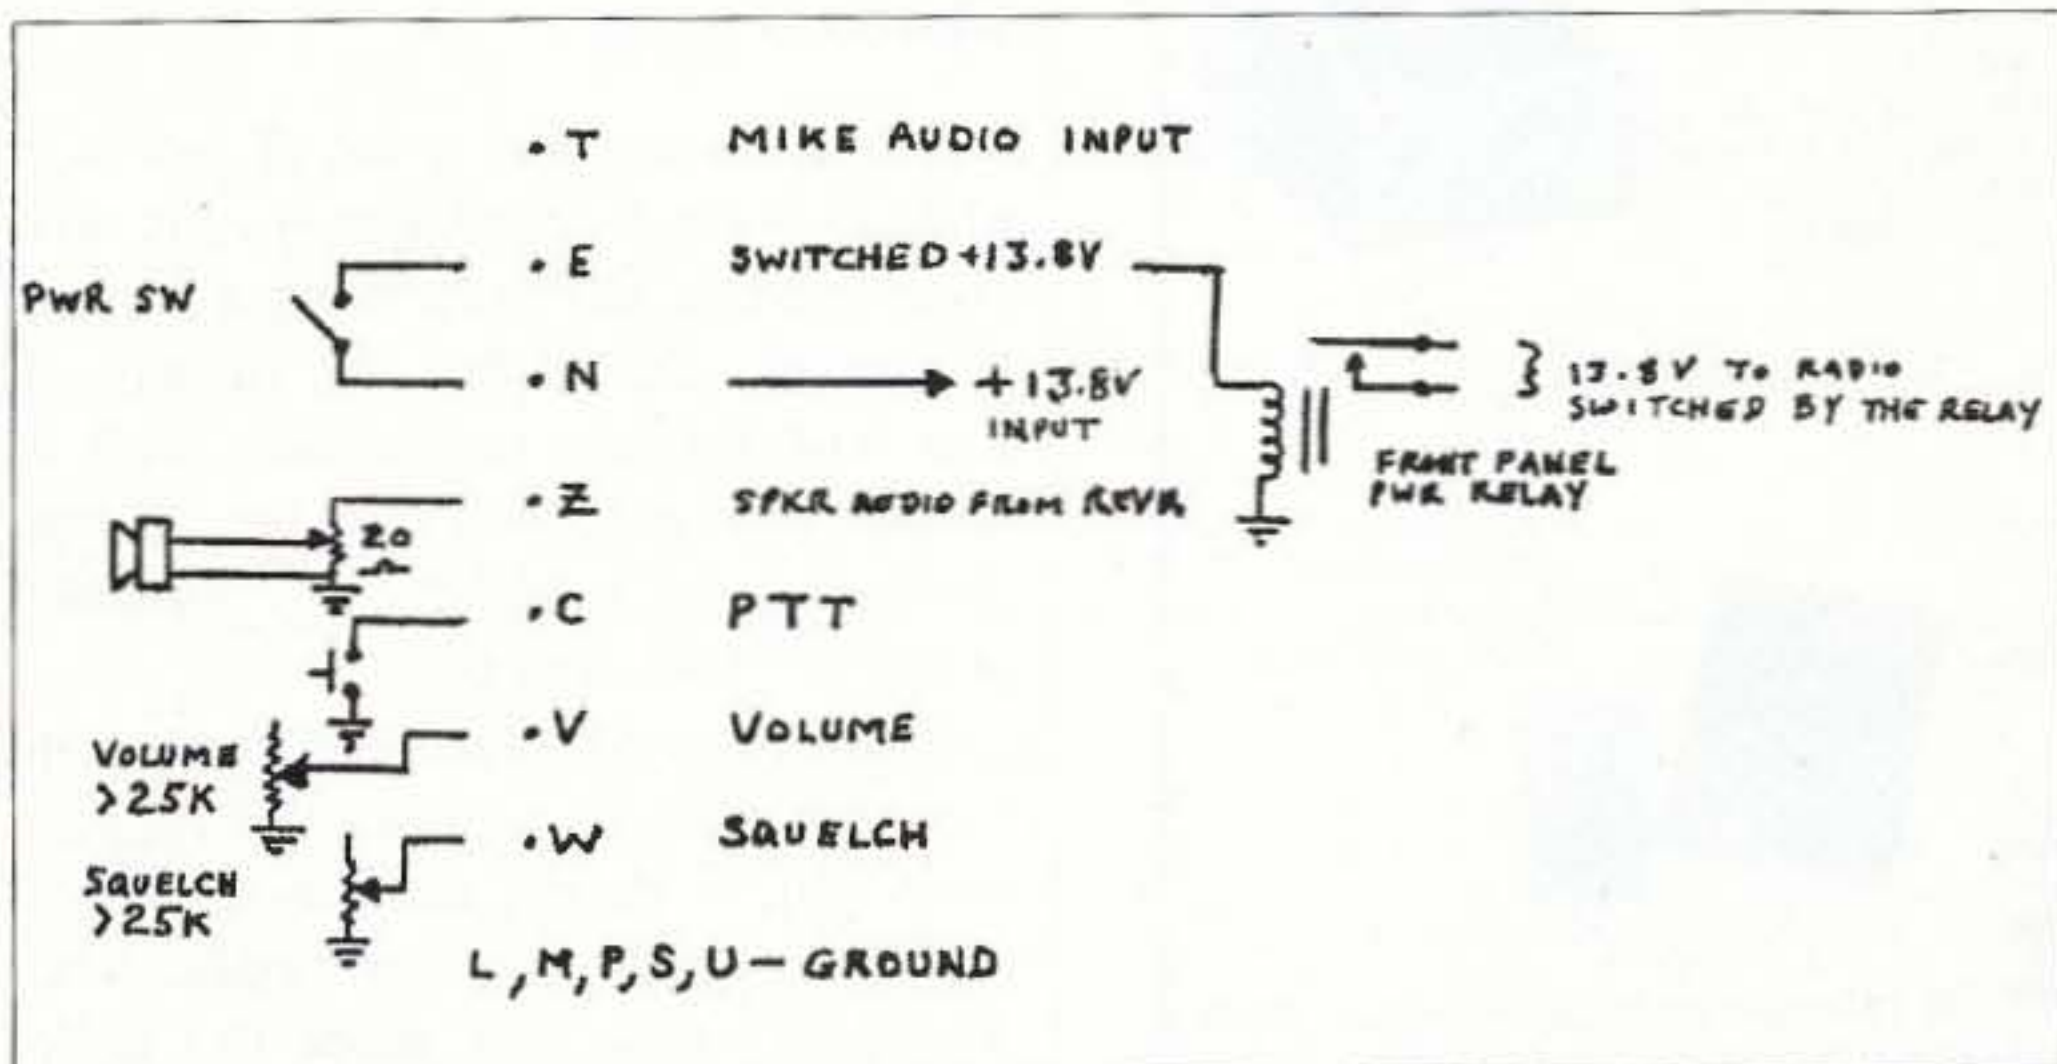 • T MIKE AUDIO INPUT
• E SWITCHED +13.8V
PWR SW
• N + 13.8V
INPUT
13.8V TO RADIO
SWITCHED BY THE RELAY
FRONT PANEL
PWR RELAY
• Z SPKR AUDIO FROM RCVR
20
Ω
• C PTT
• V VOLUME
VOLUME
>25K
• W SQUELCH
SQUELCH
>25K
L, M, P, S, U — GROUND